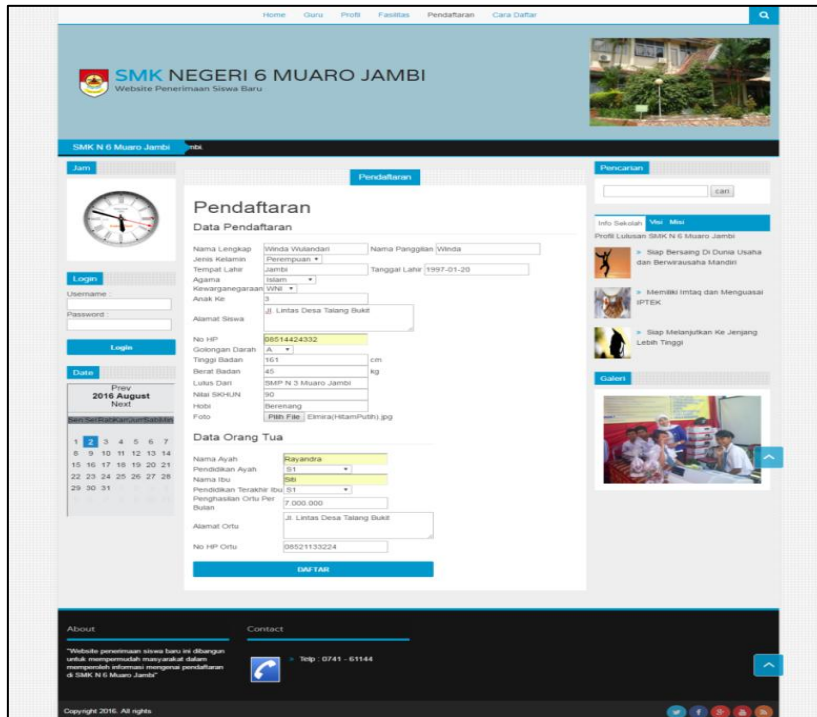 Home Guru Profil Fasilitas Pendaftaran Cara Daftar
SMK NEGERI 6 MUARO JAMBI
Website Penerimaan Siswa Baru
SMK N 6 Muaro Jambi mbi.
Jam
Login
Username :
Password :
Login
Date
Prev
2016 August
Next
1 2 3 4 5 6 7
8 9 10 11 12 13 14
15 16 17 18 19 20 21
22 23 24 25 26 27 28
29 30 31
Pendaftaran
Pendaftaran
Data Pendaftaran
Nama Lengkap Winda Wulandari Nama Panggilan Winda
Jenis Kelamin Perempuan
Tempat Lahir Jambi Tanggal Lahir 1997-01-20
Agama Islam
Kewarganegaraan WNI
Anak Ke 3
Alamat Siswa Jl. Lintas Desa Talang Bukit
No HP 08514424332
Golongan Darah A
Tinggi Badan 161 cm
Berat Badan 45 kg
Lulus Dari SMP N 3 Muaro Jambi
Nilai SKHUN 90
Hobi Berenang
Foto Pilih File Elmira(HitamPutih).jpg
Data Orang Tua
Nama Ayah Rayandra
Pendidikan Ayah S1
Nama Ibu Siti
Pendidikan Terakhir Ibu S1
Penghasilan Ortu Per Bulan 7.000.000
Alamat Ortu Jl. Lintas Desa Talang Bukit
No HP Ortu 08521133224
DAFTAR
Pencarian
cari
Info Sekolah Visi Misi
Profil Lulusan SMK N 6 Muaro Jambi
Siap Bersaing Di Dunia Usaha
dan Berwirausaha Mandiri
Memiliki Imtaq dan Menguasai
IPTEK
Siap Melanjutkan Ke Jenjang
Lebih Tinggi
Galeri
About
"Website penerimaan siswa baru ini dibangun
untuk mempermudah masyarakat dalam
memperoleh informasi mengenai pendaftaran
di SMK N 6 Muaro Jambi"
Contact
Telp : 0741 - 61144
Copyright 2016. All rights